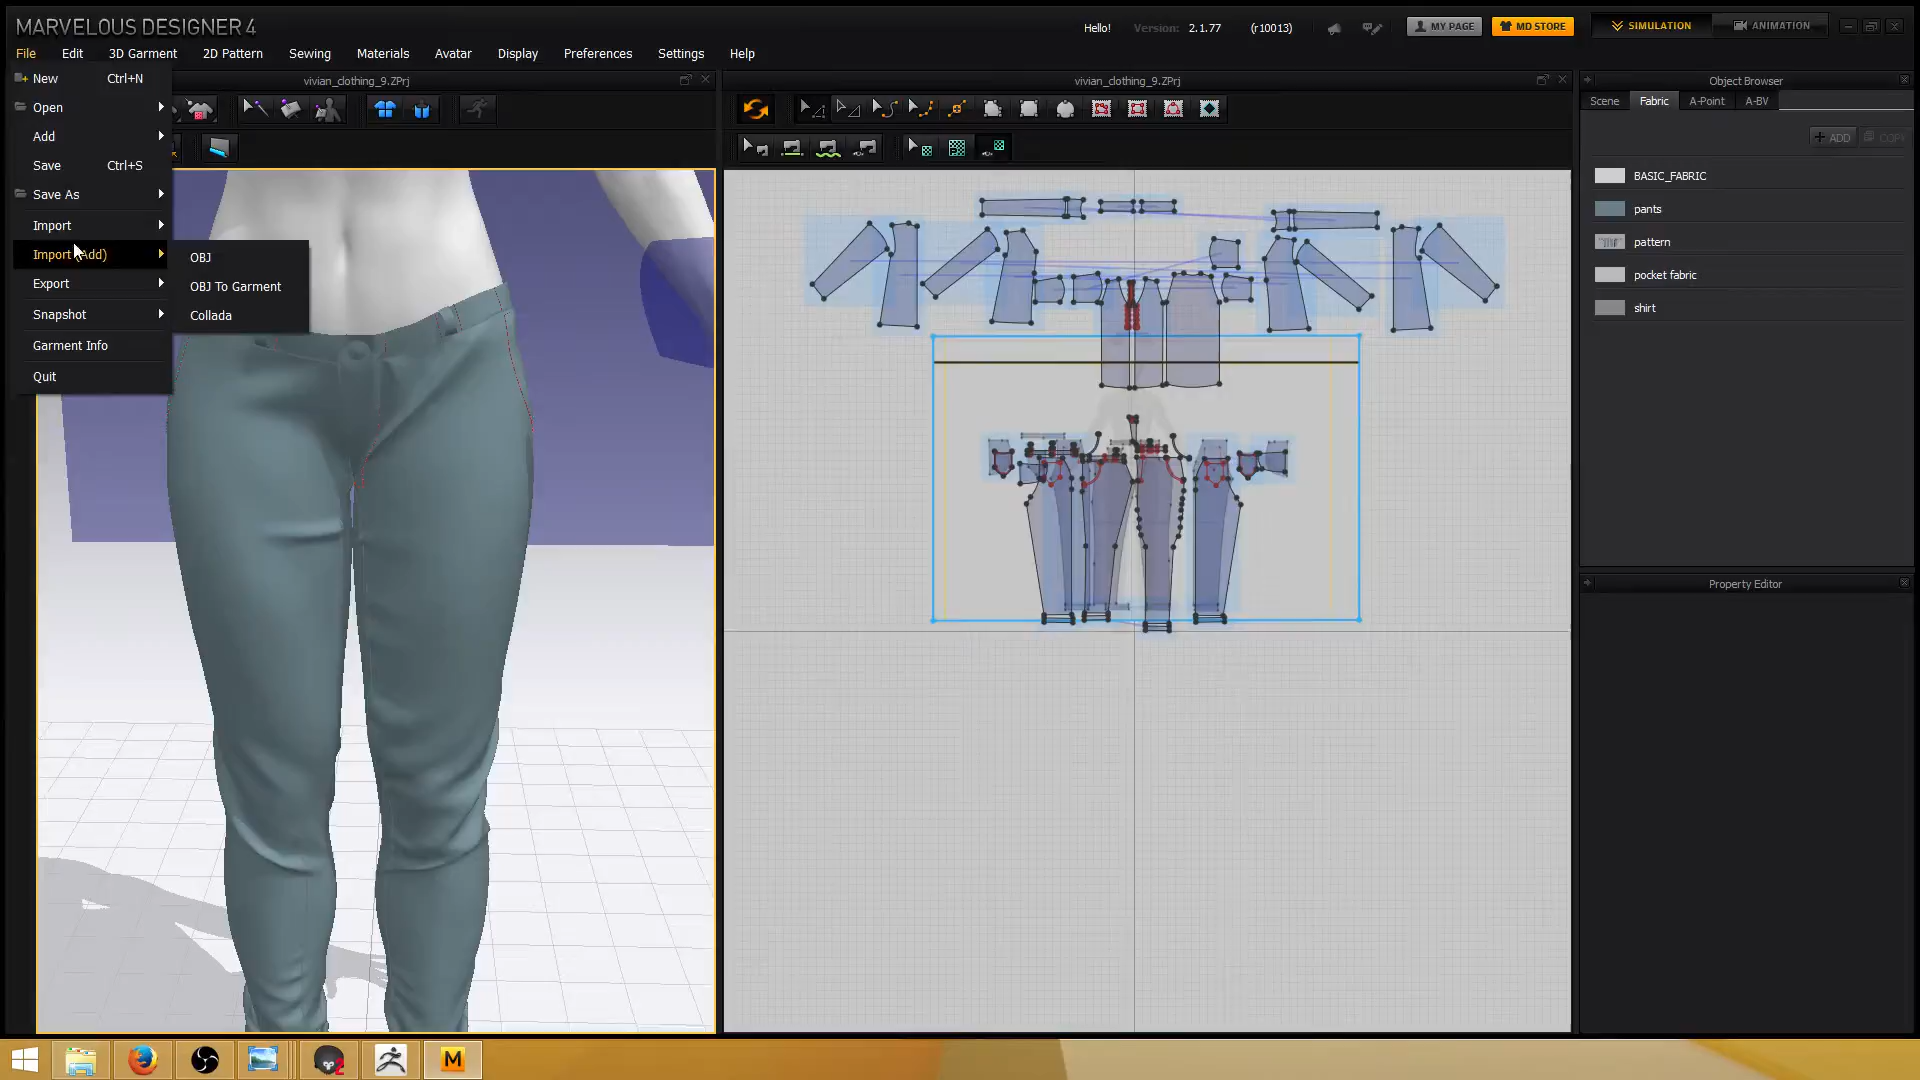 MARVELOUS DESIGNER 4
Hello!
Version: 2.1.77 (r10013)
MY PAGE
MD STORE
SIMULATION
ANIMATION
File Edit 3D Garment 2D Pattern Sewing Materials Avatar Display Preferences Settings Help
New Ctrl+N
Open
Add
Save Ctrl+S
Save As
Import
Import (Add)
Export
Snapshot
Garment Info
Quit
OBJ
OBJ To Garment
Collada
vivian_clothing_9.ZPrj
vivian_clothing_9.ZPrj
Object Browser
Scene Fabric A-Point A-BV
+ ADD
COPY
BASIC_FABRIC
pants
pattern
pocket fabric
shirt
Property Editor
2
M